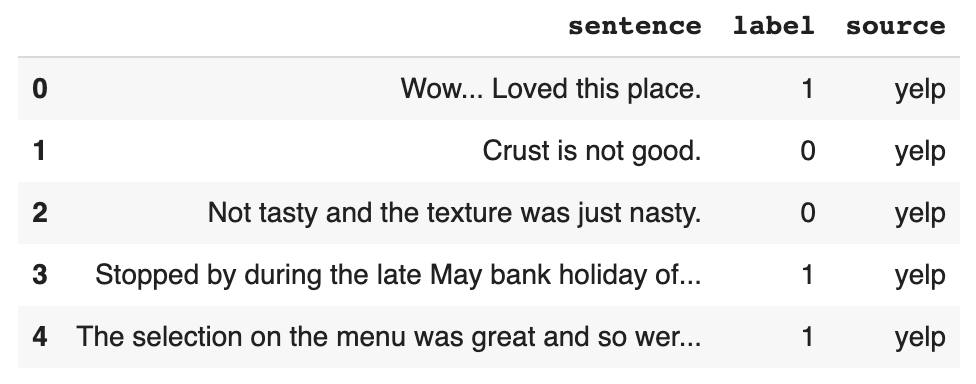 sentence label source
0 Wow... Loved this place. 1 yelp
1 Crust is not good. 0 yelp
2 Not tasty and the texture was just nasty. 0 yelp
3 Stopped by during the late May bank holiday of... 1 yelp
4 The selection on the menu was great and so wer... 1 yelp